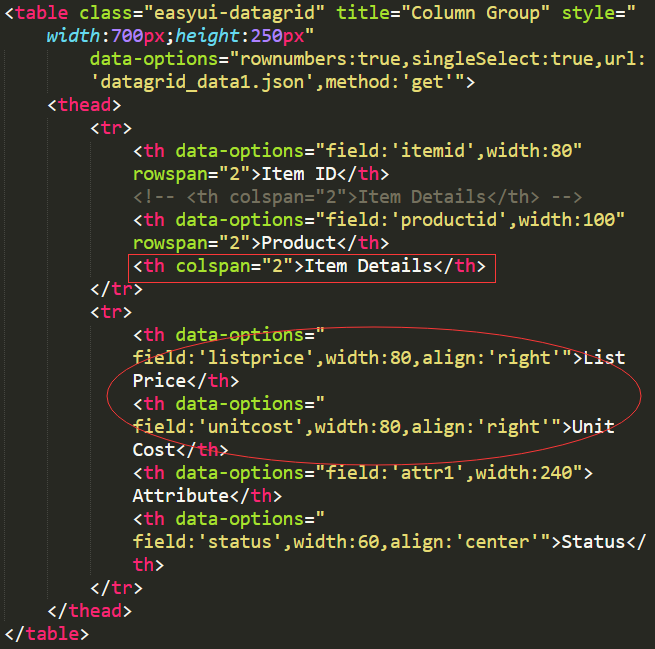 <table class="easyui-datagrid" title="Column Group" style="
width:700px;height:250px"
data-options="rownumbers:true,singleSelect:true,url:
'datagrid_data1.json',method:'get'">
<thead>
<tr>
<th data-options="field:'itemid',width:80"
rowspan="2">Item ID</th>
<!-- <th colspan="2">Item Details</th> -->
<th data-options="field:'productid',width:100"
rowspan="2">Product</th>
<th colspan="2">Item Details</th>
</tr>
<tr>
<th data-options="
field:'listprice',width:80,align:'right'">List
Price</th>
<th data-options="
field:'unitcost',width:80,align:'right'">Unit
Cost</th>
<th data-options="field:'attr1',width:240">
Attribute</th>
<th data-options="
field:'status',width:60,align:'center'">Status</
th>
</tr>
</thead>
</table>